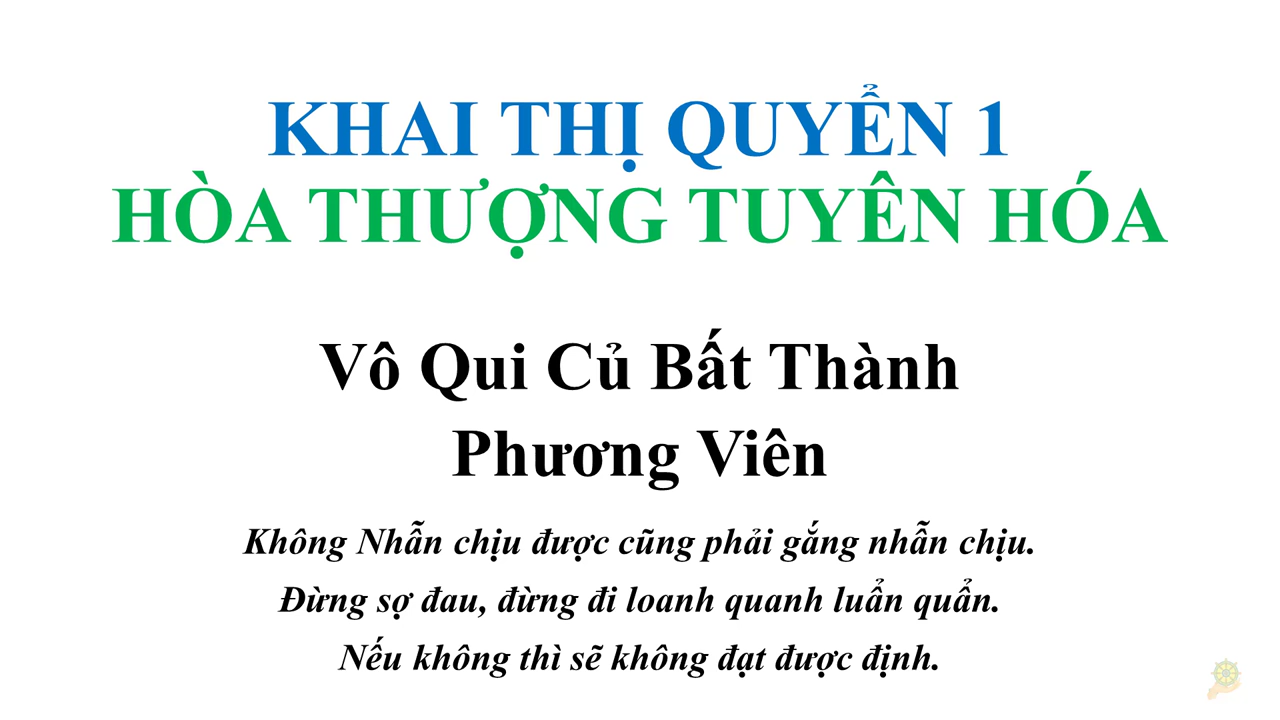 KHAI THỊ QUYỂN 1
HÒA THƯỢNG TUYÊN HÓA
Vô Qui Củ Bất Thành
Phương Viên
Không Nhẫn chịu được cũng phải gắng nhẫn chịu.
Đừng sợ đau, đừng đi loanh quanh luẩn quẩn.
Nếu không thì sẽ không đạt được định.